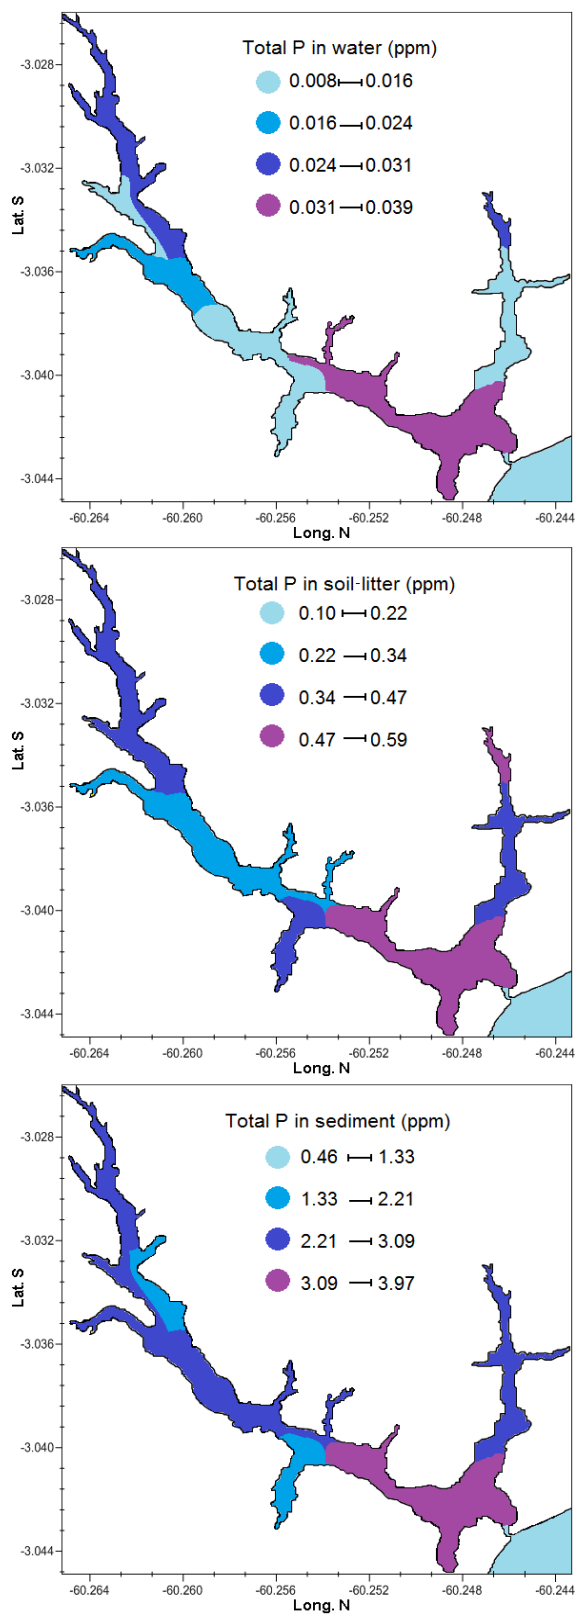 Total P in water (ppm)
0.008 0.016
0.016 0.024
0.024 0.031
0.031 0.039
-3.028
-3.032
-3.036
-3.040
-3.044
Lat. S
-60.264 -60.260 -60.256 -60.252 -60.248 -60.244
Long. N
Total P in soil-litter (ppm)
0.10 0.22
0.22 0.34
0.34 0.47
0.47 0.59
-3.028
-3.032
-3.036
-3.040
-3.044
Lat. S
-60.264 -60.260 -60.256 -60.252 -60.248 -60.244
Long. N
Total P in sediment (ppm)
0.46 1.33
1.33 2.21
2.21 3.09
3.09 3.97
-3.028
-3.032
-3.036
-3.040
-3.044
Lat. S
-60.264 -60.260 -60.256 -60.252 -60.248 -60.244
Long. N